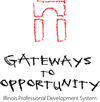 GATEWAYS
TO
OPPORTUNITY
Illinois Professional Development System